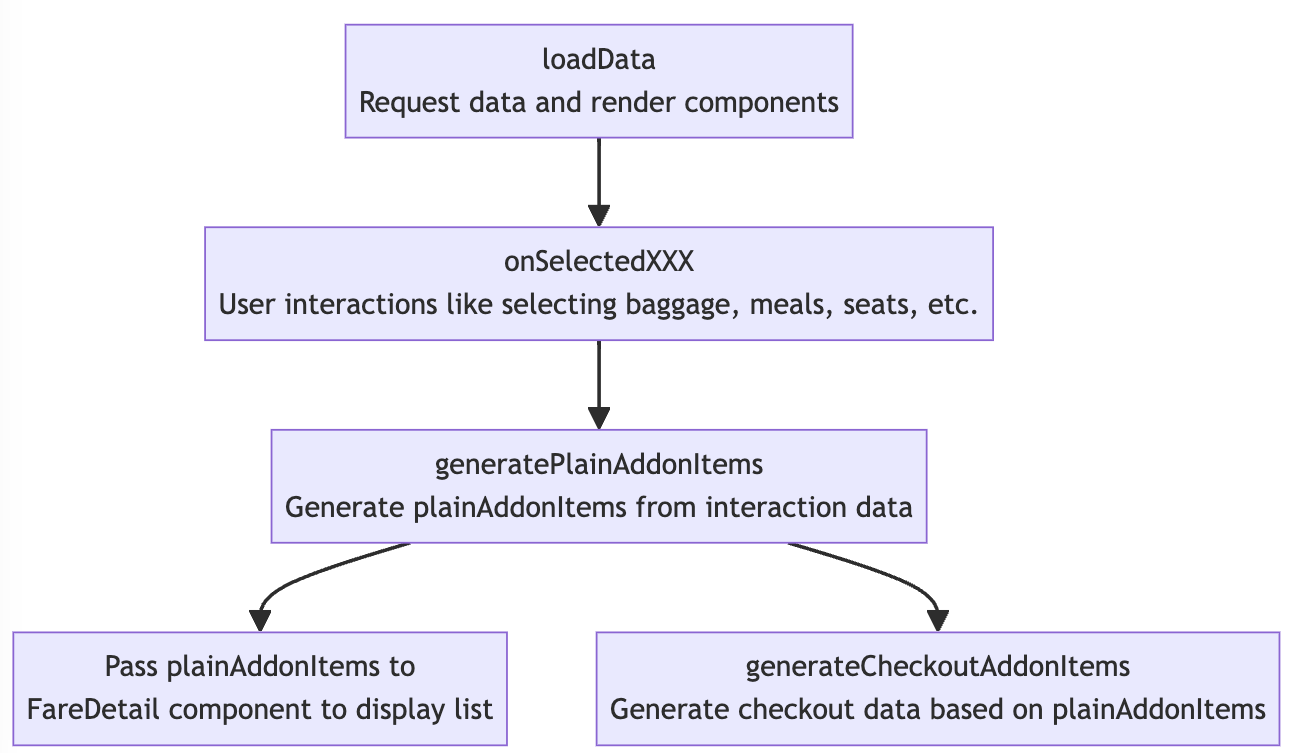 loadData
Request data and render components
onSelectedXXX
User interactions like selecting baggage, meals, seats, etc.
generatePlainAddonItems
Generate plainAddonItems from interaction data
Pass plainAddonItems to
FareDetail component to display list
generateCheckoutAddonItems
Generate checkout data based on plainAddonItems